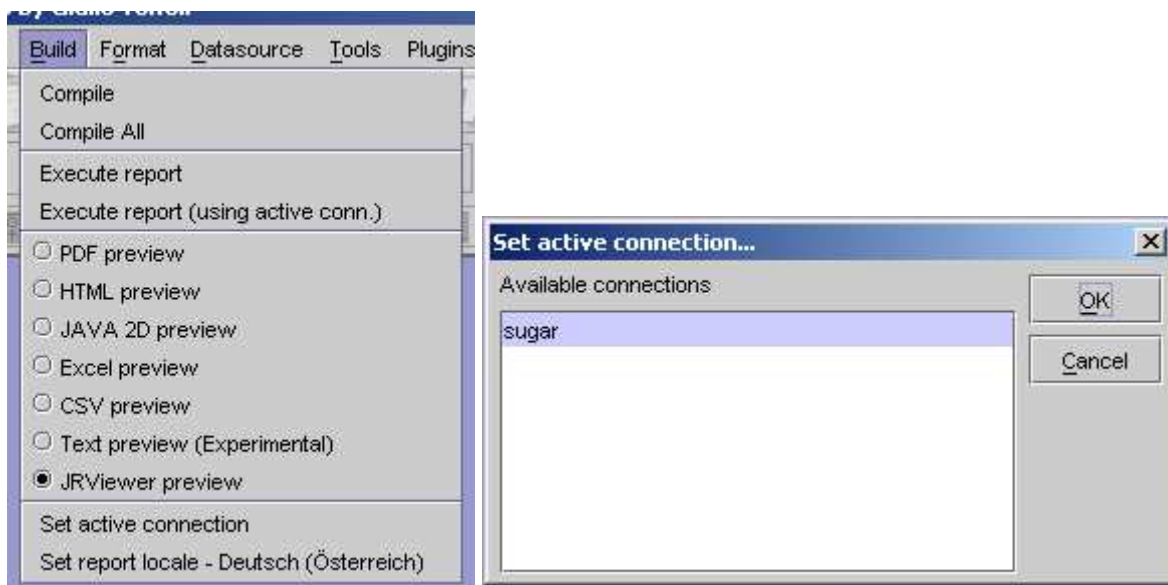 Build Format Datasource Tools Plugins
Compile
Compile All
Execute report
Execute report (using active conn.)
PDF preview
HTML preview
JAVA 2D preview
Excel preview
CSV preview
Text preview (Experimental)
JRViewer preview
Set active connection
Set report locale - Deutsch (Österreich)
Set active connection...
Available connections
sugar
OK
Cancel